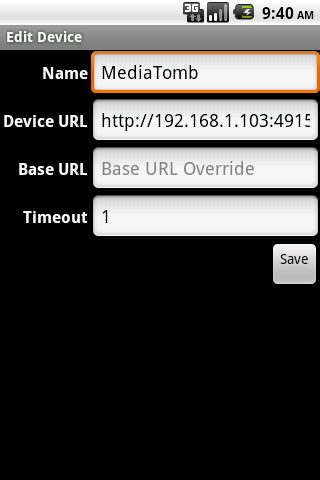 3G 9:40 AM
Edit Device
Name MediaTomb
Device URL http://192.168.1.103:4915
Base URL Base URL Override
Timeout 1
Save